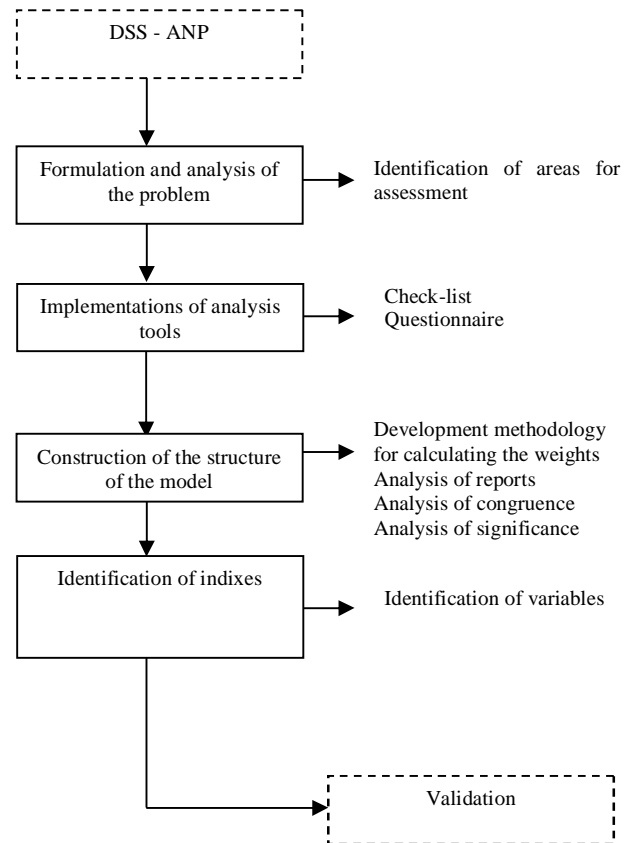 DSS - ANP
Formulation and analysis of
the problem
Identification of areas for
assessment
Implementations of analysis
tools
Check-list
Questionnaire
Construction of the structure
of the model
Development methodology
for calculating the weights
Analysis of reports
Analysis of congruence
Analysis of significance
Identification of indexes
Identification of variables
Validation